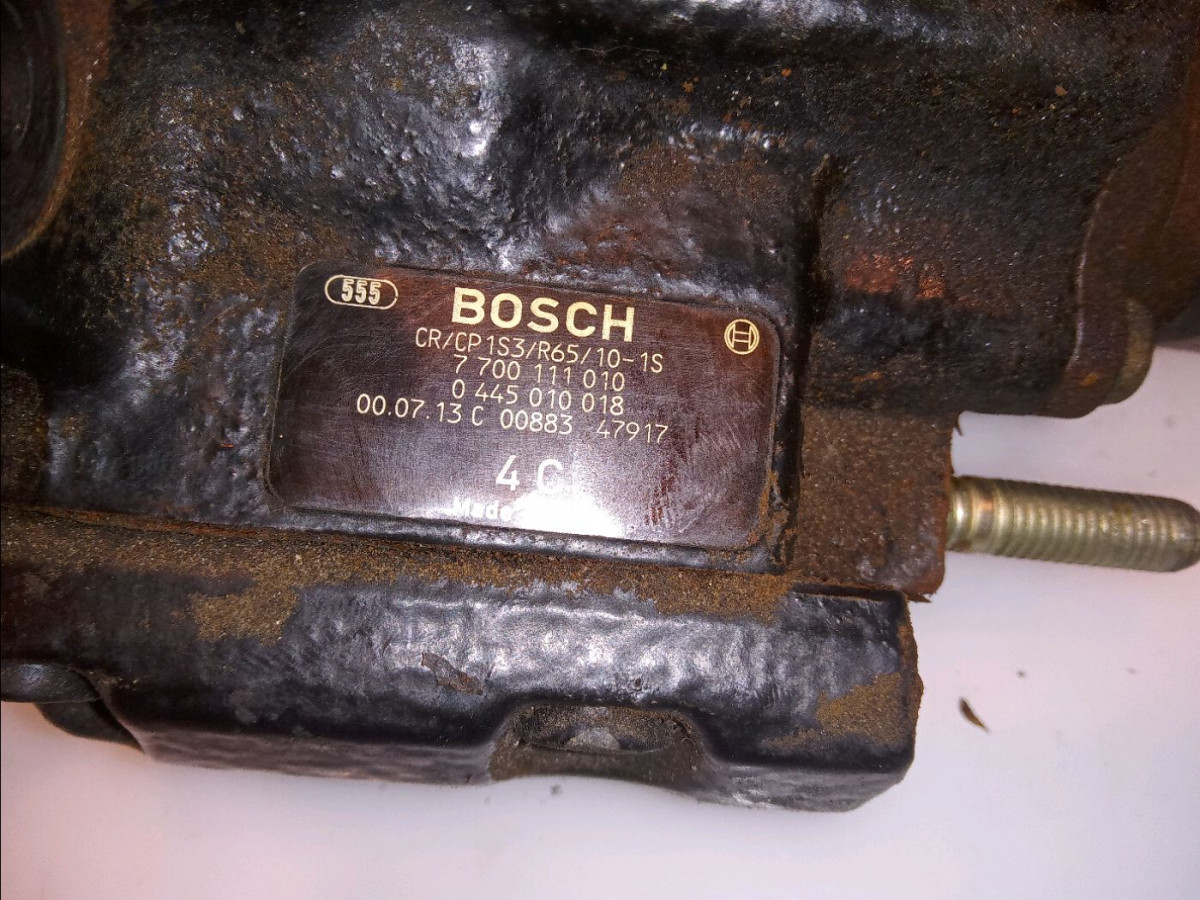 555
BOSCH
CR/CP1S3/R65/10-1S
7 700 111 010
0 445 010 018
00.07.13 C 00883 47917
4 C
Made